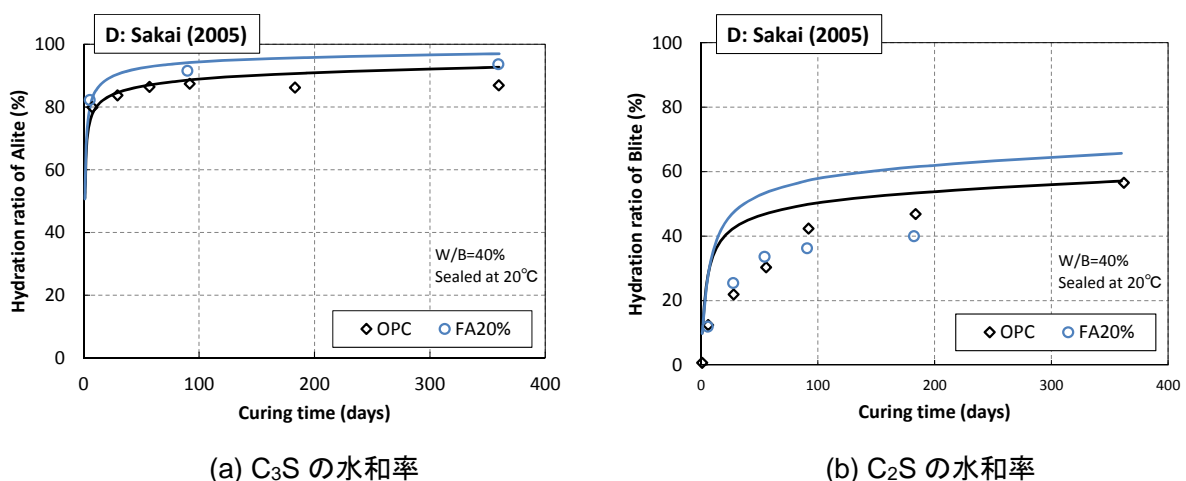 D: Sakai (2005)
100
80
60
40
20
0
Hydration ratio of Alite (%)
W/B=40%
Sealed at 20℃
OPC
FA20%
0
100
200
300
400
Curing time (days)
(a) C₃S の水和率
D: Sakai (2005)
100
80
60
40
20
0
Hydration ratio of Blite (%)
W/B=40%
Sealed at 20℃
OPC
FA20%
0
100
200
300
400
Curing time (days)
(b) C₂S の水和率